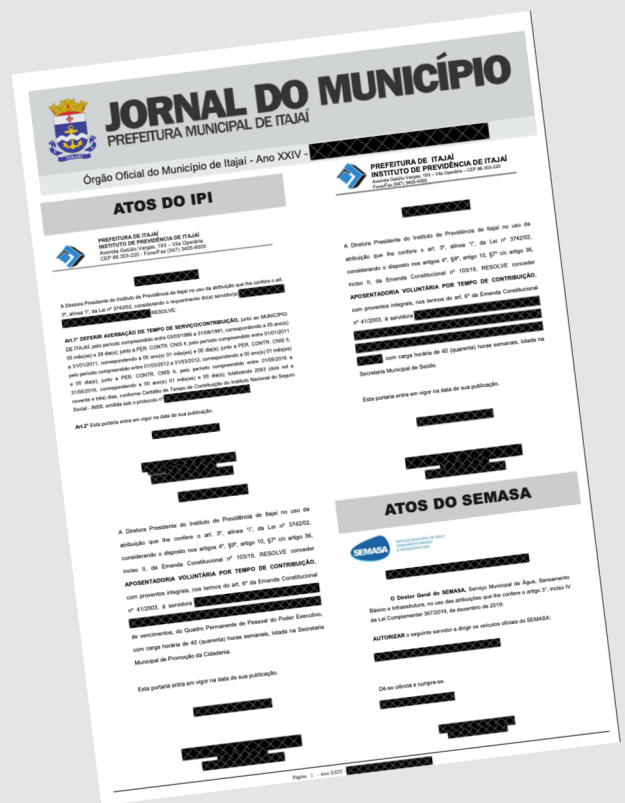 JORNAL DO MUNICÍPIO
PREFEITURA MUNICIPAL DE ITAJAÍ
ITAJAÍ
Órgão Oficial do Município de Itajaí - Ano XXIV -
ATOS DO IPI
PREFEITURA DE ITAJAÍ
INSTITUTO DE PREVIDÊNCIA DE ITAJAÍ
Avenida Getúlio Vargas, 193 – Vila Operária
CEP 88.303-220 - Fone/Fax (047) 3405-6000
A Diretora Presidente do Instituto de Previdência de Itajaí no uso da atribuição que lhe confere o art.
3º, alínea "i", da Lei nº 3742/02, considerando o requerimento do(a) servidor(a)
RESOLVE:
Art.1º DEFERIR AVERBAÇÃO DE TEMPO DE SERVIÇO/CONTRIBUIÇÃO, junto ao MUNICÍPIO
DE ITAJAÍ, pelo período compreendido entre 03/03/1986 a 31/08/1991, correspondendo a 05 ano(s)
05 mês(es) e 28 dia(s); junto a PER. CONTR. CNIS 4, pelo período compreendido entre 01/01/2011
a 31/01/2011, correspondendo a 00 ano(s) 01 mês(es) e 00 dia(s); junto a PER. CONTR. CNIS 5,
pelo período compreendido entre 01/03/2012 a 31/03/2012, correspondendo a 00 ano(s) 01 mês(es)
e 00 dia(s); junto a PER. CONTR. CNIS 6, pelo período compreendido entre 01/05/2016 a
31/05/2016, correspondendo a 00 ano(s) 01 mês(es) e 00 dia(s), totalizando 2093 (dois mil e
noventa e três) dias, conforme Certidão de Tempo de Contribuição do Instituto Nacional do Seguro
Social - INSS, emitida sob o protocolo nº
Art.2º Esta portaria entra em vigor na data de sua publicação.
A Diretora Presidente do Instituto de Previdência de Itajaí no uso da
atribuição que lhe confere o art. 3º, alínea "i", da Lei nº 3742/02,
considerando o disposto nos artigos 4º, §9º, artigo 10, §7º c/c artigo 36,
inciso II, da Emenda Constitucional nº 103/19, RESOLVE conceder
APOSENTADORIA VOLUNTÁRIA POR TEMPO DE CONTRIBUIÇÃO,
com proventos integrais, nos termos do art. 6º da Emenda Constitucional
nº 41/2003, à servidora
de vencimentos, do Quadro Permanente de Pessoal do Poder Executivo,
com carga horária de 40 (quarenta) horas semanais, lotada na Secretaria
Municipal de Promoção da Cidadania.
Esta portaria entra em vigor na data de sua publicação.
PREFEITURA DE ITAJAÍ
INSTITUTO DE PREVIDÊNCIA DE ITAJAÍ
Avenida Getúlio Vargas, 193 – Vila Operária – CEP 88.303-220
Fone/Fax (047) 3405-6000
A Diretora Presidente do Instituto de Previdência de Itajaí no uso da
atribuição que lhe confere o art. 3º, alínea "i", da Lei nº 3742/02,
considerando o disposto nos artigos 4º, §9º, artigo 10, §7º c/c artigo 36,
inciso II, da Emenda Constitucional nº 103/19, RESOLVE conceder
APOSENTADORIA VOLUNTÁRIA POR TEMPO DE CONTRIBUIÇÃO,
com proventos integrais, nos termos do art. 6º da Emenda Constitucional
nº 41/2003, à servidora
com carga horária de 40 (quarenta) horas semanais, lotada na
Secretaria Municipal de Saúde.
Esta portaria entra em vigor na data de sua publicação.
ATOS DO SEMASA
SEMASA
SERVIÇO MUNICIPAL DE ÁGUA,
SANEAMENTO BÁSICO
E INFRAESTRUTURA
O Diretor Geral do SEMASA, Serviço Municipal de Água, Saneamento
Básico e Infraestrutura, no uso das atribuições que lhe confere o artigo 3°, inciso IV
da Lei Complementar 367/2019, de dezembro de 2019:
AUTORIZAR o seguinte servidor a dirigir os veículos oficiais do SEMASA:
Dê-se ciência e cumpra-se.
Página 1 - Ano XXIV